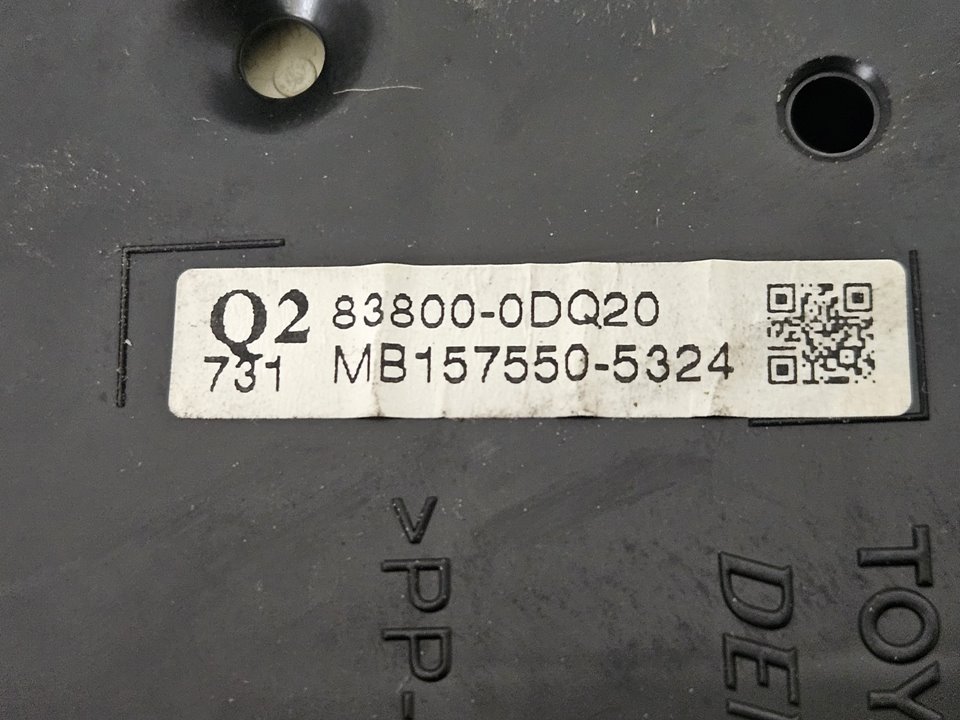 Q2 83800-0DQ20
731 MB157550-5324
>PP-
DE
TOY